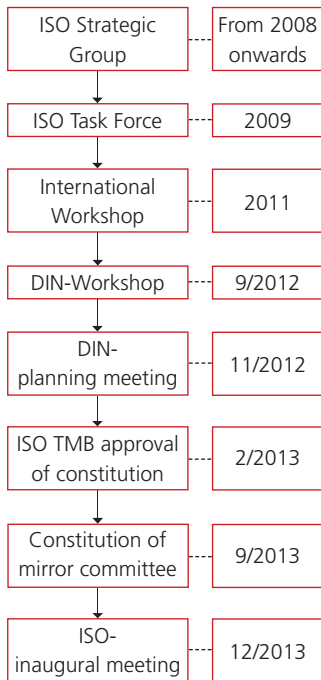 ISO Strategic
Group
From 2008
onwards
ISO Task Force
2009
International
Workshop
2011
DIN-Workshop
9/2012
DIN-
planning meeting
11/2012
ISO TMB approval
of constitution
2/2013
Constitution of
mirror committee
9/2013
ISO-
inaugural meeting
12/2013